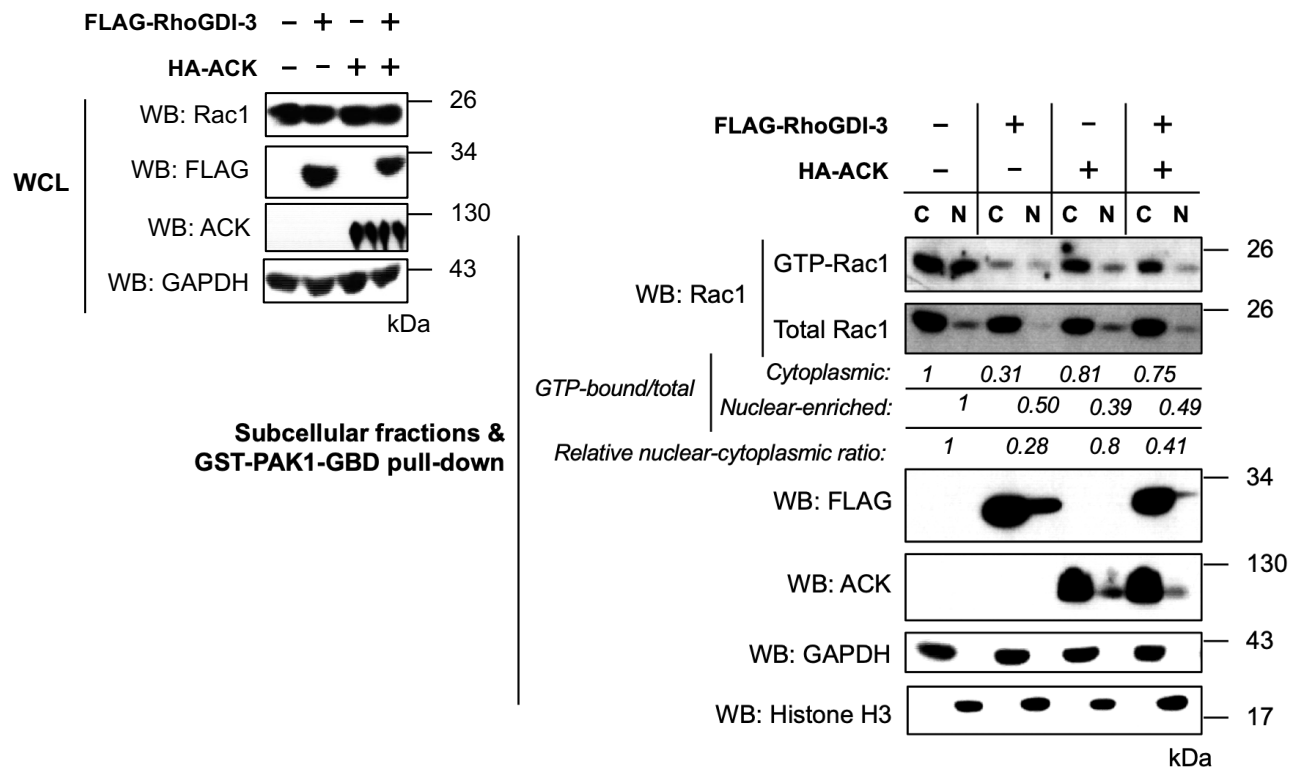 FLAG-RhoGDI-3 – + – +
HA-ACK – – + +
WCL
WB: Rac1 26
WB: FLAG 34
WB: ACK 130
WB: GAPDH 43
kDa
Subcellular fractions &
GST-PAK1-GBD pull-down
FLAG-RhoGDI-3 – + – +
HA-ACK – – + +
C N C N C N C N
WB: Rac1
GTP-Rac1 26
Total Rac1 26
GTP-bound/total
Cytoplasmic: 1 0.31 0.81 0.75
Nuclear-enriched: 1 0.50 0.39 0.49
Relative nuclear-cytoplasmic ratio: 1 0.28 0.8 0.41
WB: FLAG 34
WB: ACK 130
WB: GAPDH 43
WB: Histone H3 17
kDa